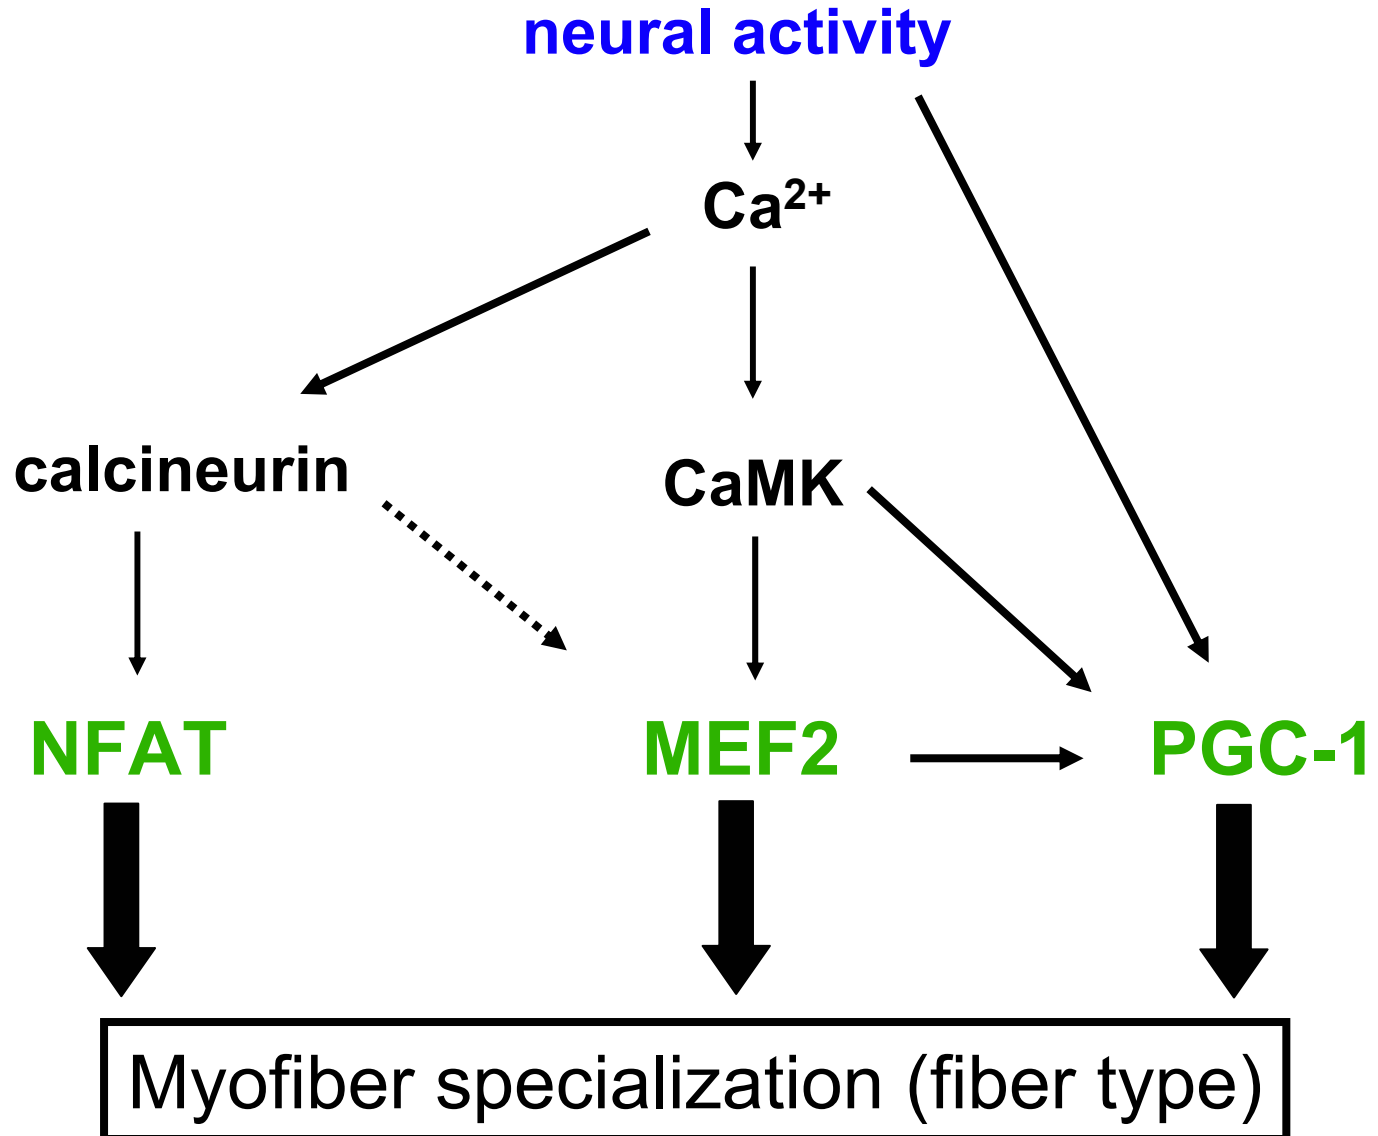 neural activity
Ca²⁺
calcineurin
CaMK
NFAT
MEF2
PGC-1
Myofiber specialization (fiber type)